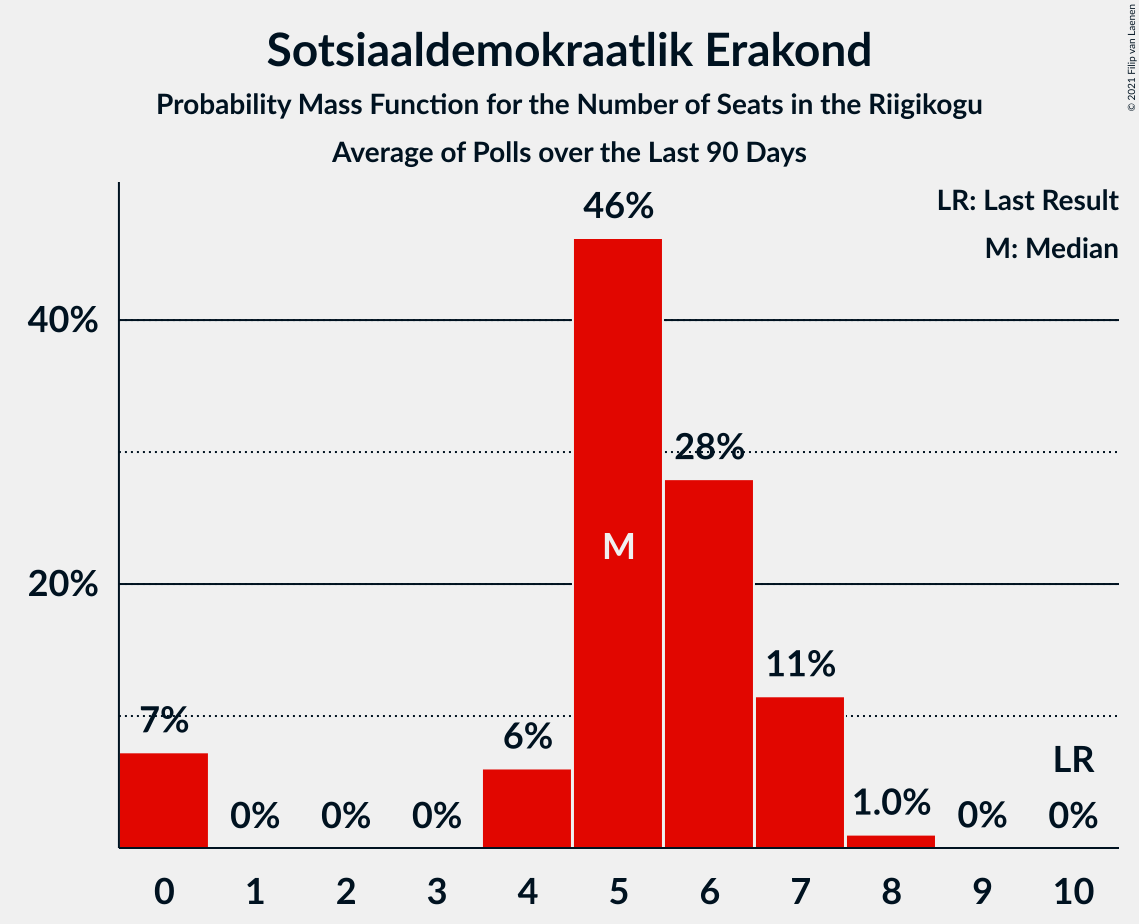 Sotsiaaldemokraatlik Erakond
Probability Mass Function for the Number of Seats in the Riigikogu
Average of Polls over the Last 90 Days
© 2021 Filip van Laenen
LR: Last Result
M: Median
40%
20%
7%
0%
0%
0%
6%
46%
M
28%
11%
1.0%
0%
LR
0%
0 1 2 3 4 5 6 7 8 9 10